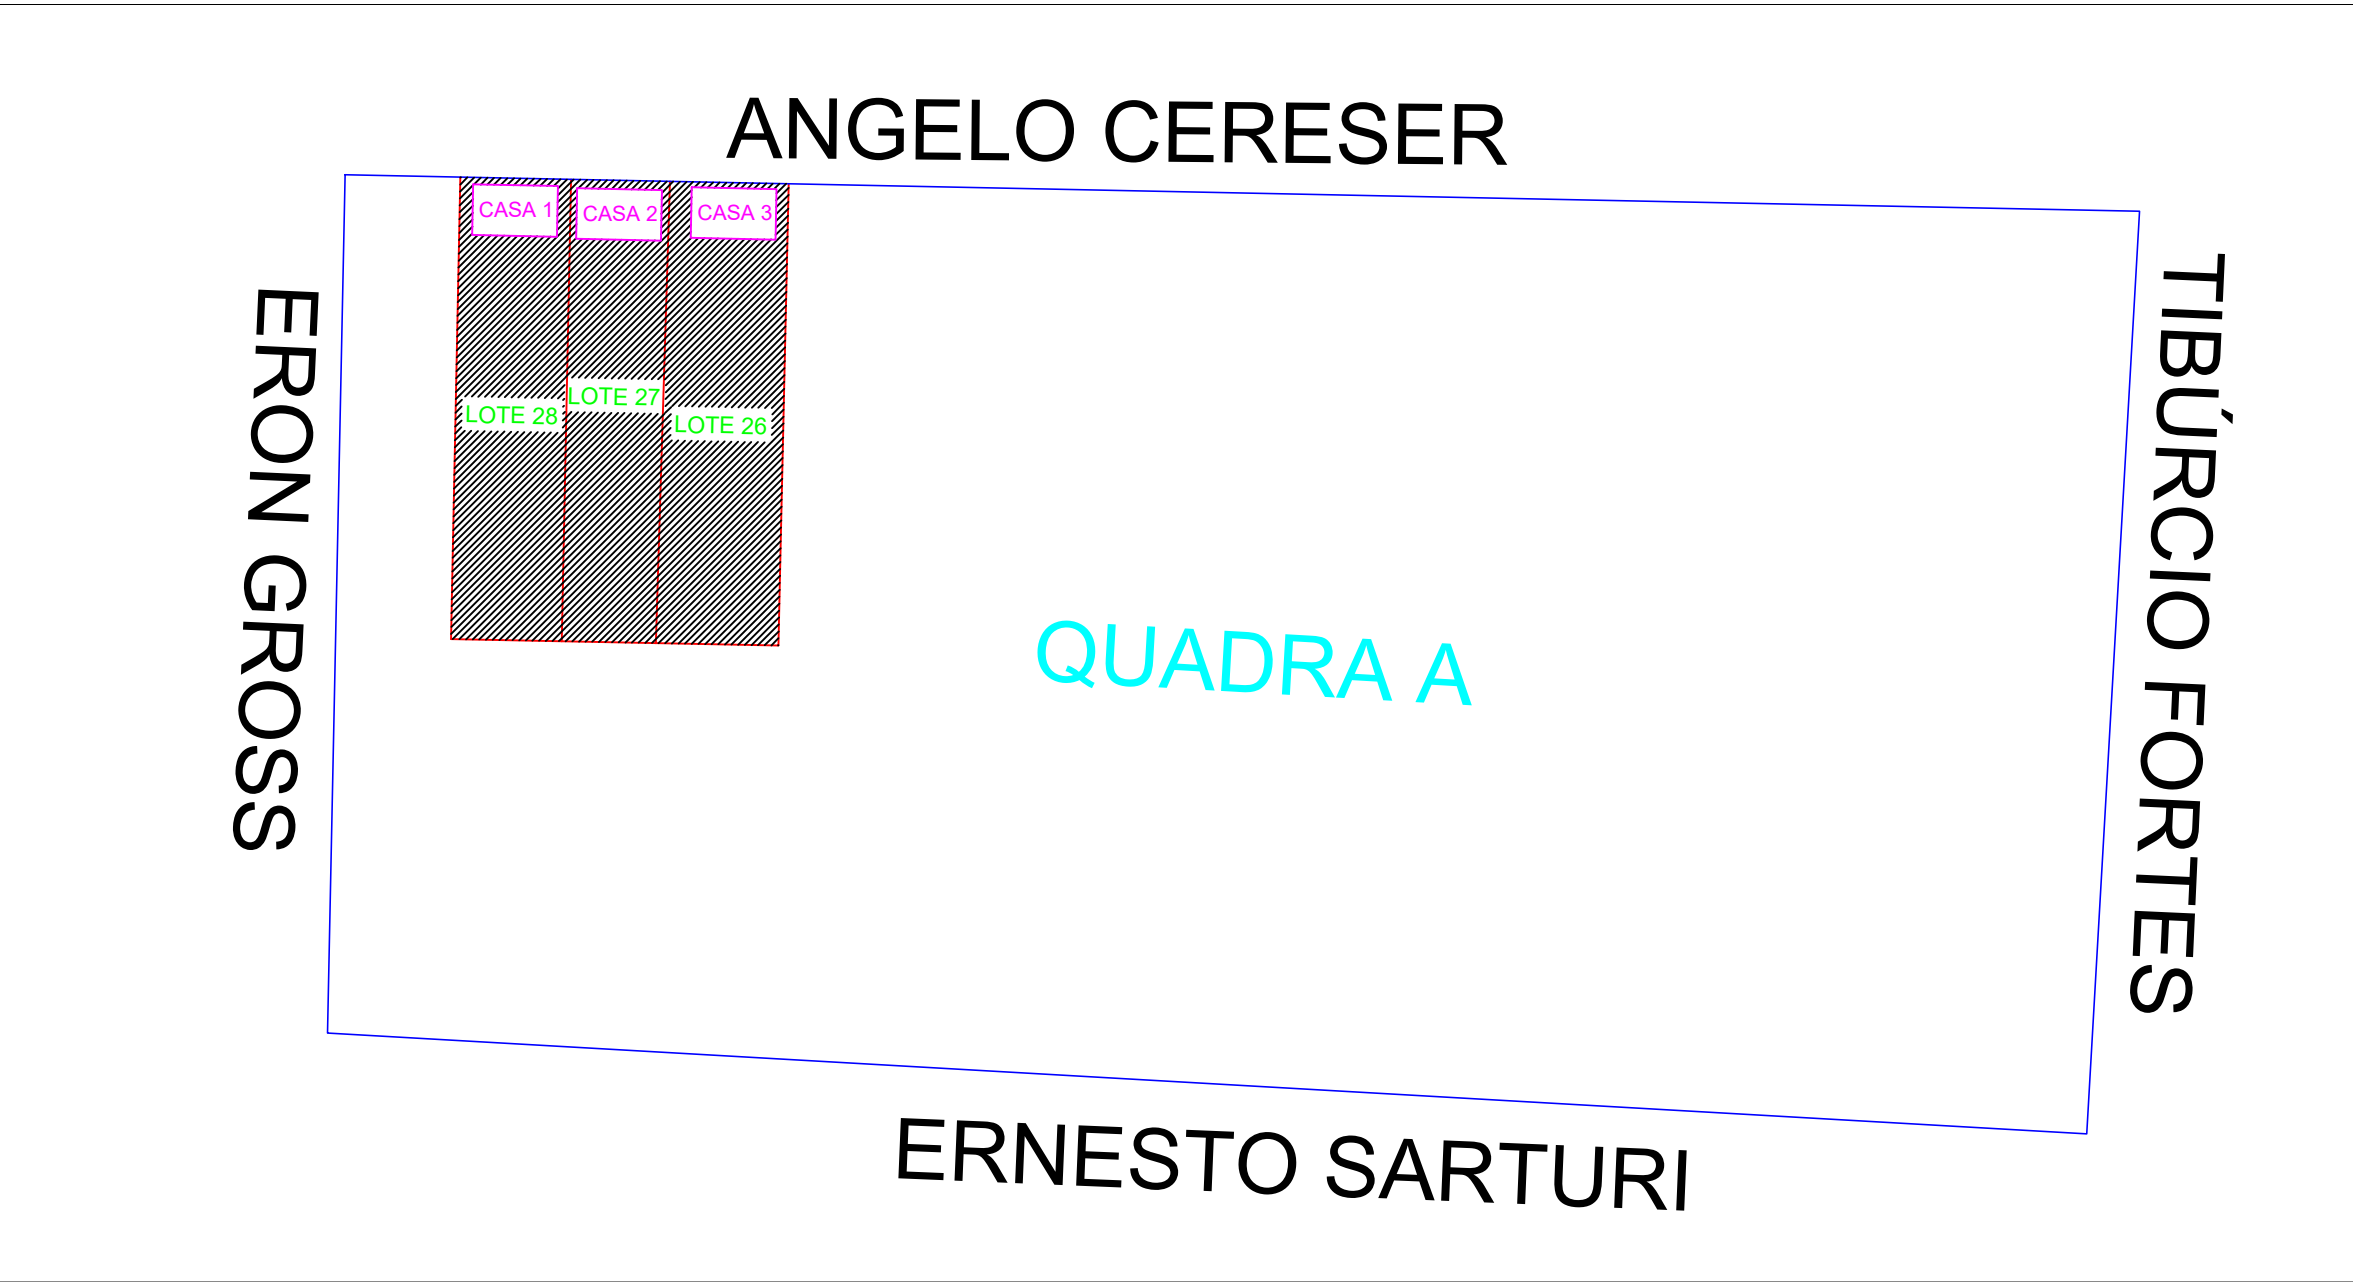 ANGELO CERESER
CASA 1
CASA 2
CASA 3
ERON GROSS
TIBÚRCIO FORTES
LOTE 28
LOTE 27
LOTE 26
QUADRA A
ERNESTO SARTURI